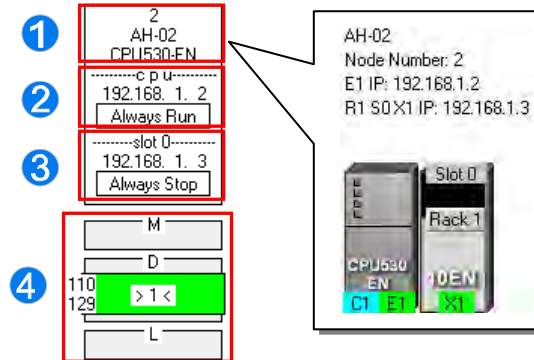 1
2
AH-02
CPU530-EN
2
--------c p u--------
192.168. 1. 2
Always Run
3
--------slot 0--------
192.168. 1. 3
Always Stop
4
M
D
110
129
> 1 <
L
AH-02
Node Number: 2
E1 IP: 192.168.1.2
R1 S0 X1 IP: 192.168.1.3
Slot 0
Rack 1
CPU530
EN
C1 E1
10EN
X1